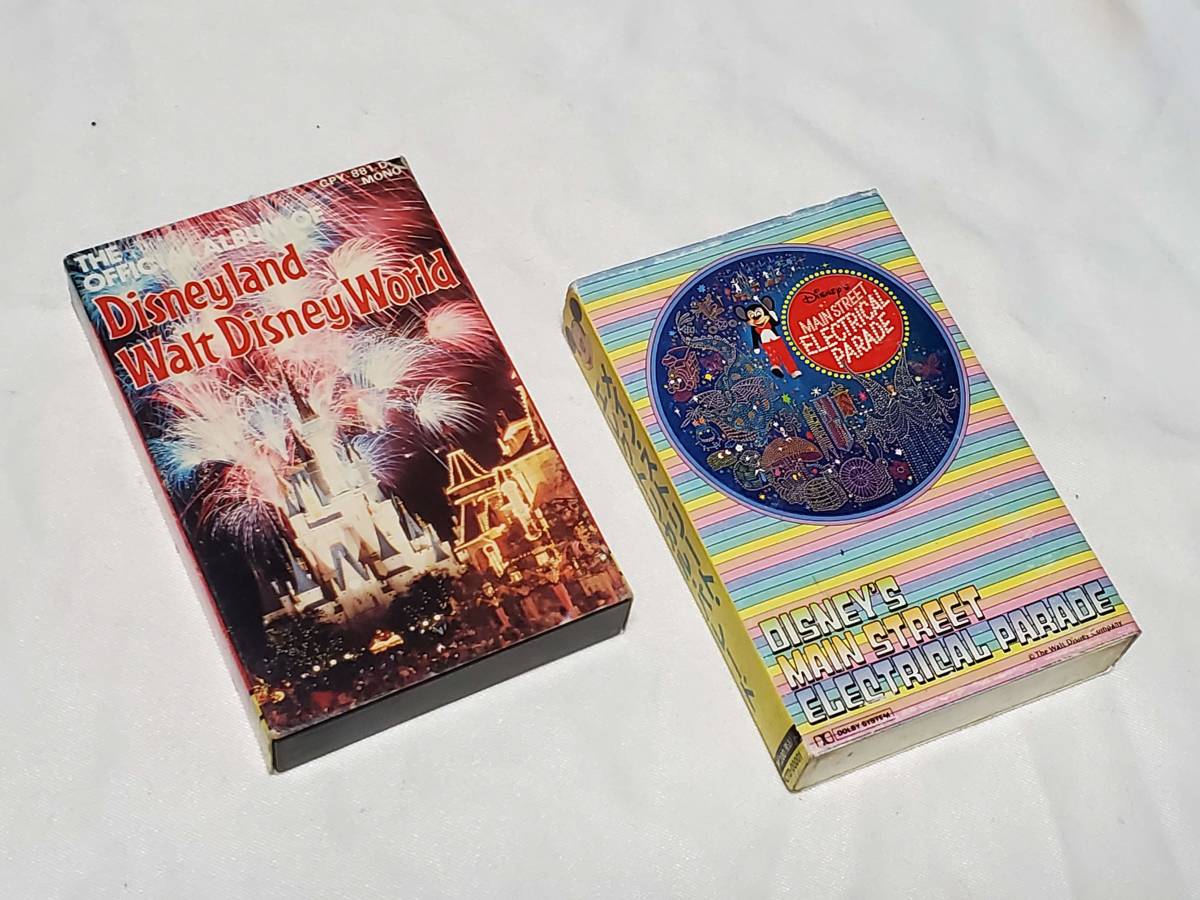 CPY 881 D
MONO
THE
OFFICIAL ALBUM OF
Disneyland
Walt Disney World
Disney's
MAIN STREET
ELECTRICAL
PARADE
DISNEY'S
MAIN STREET
ELECTRICAL PARADE
© The Walt Disney Company
DOLBY SYSTEM